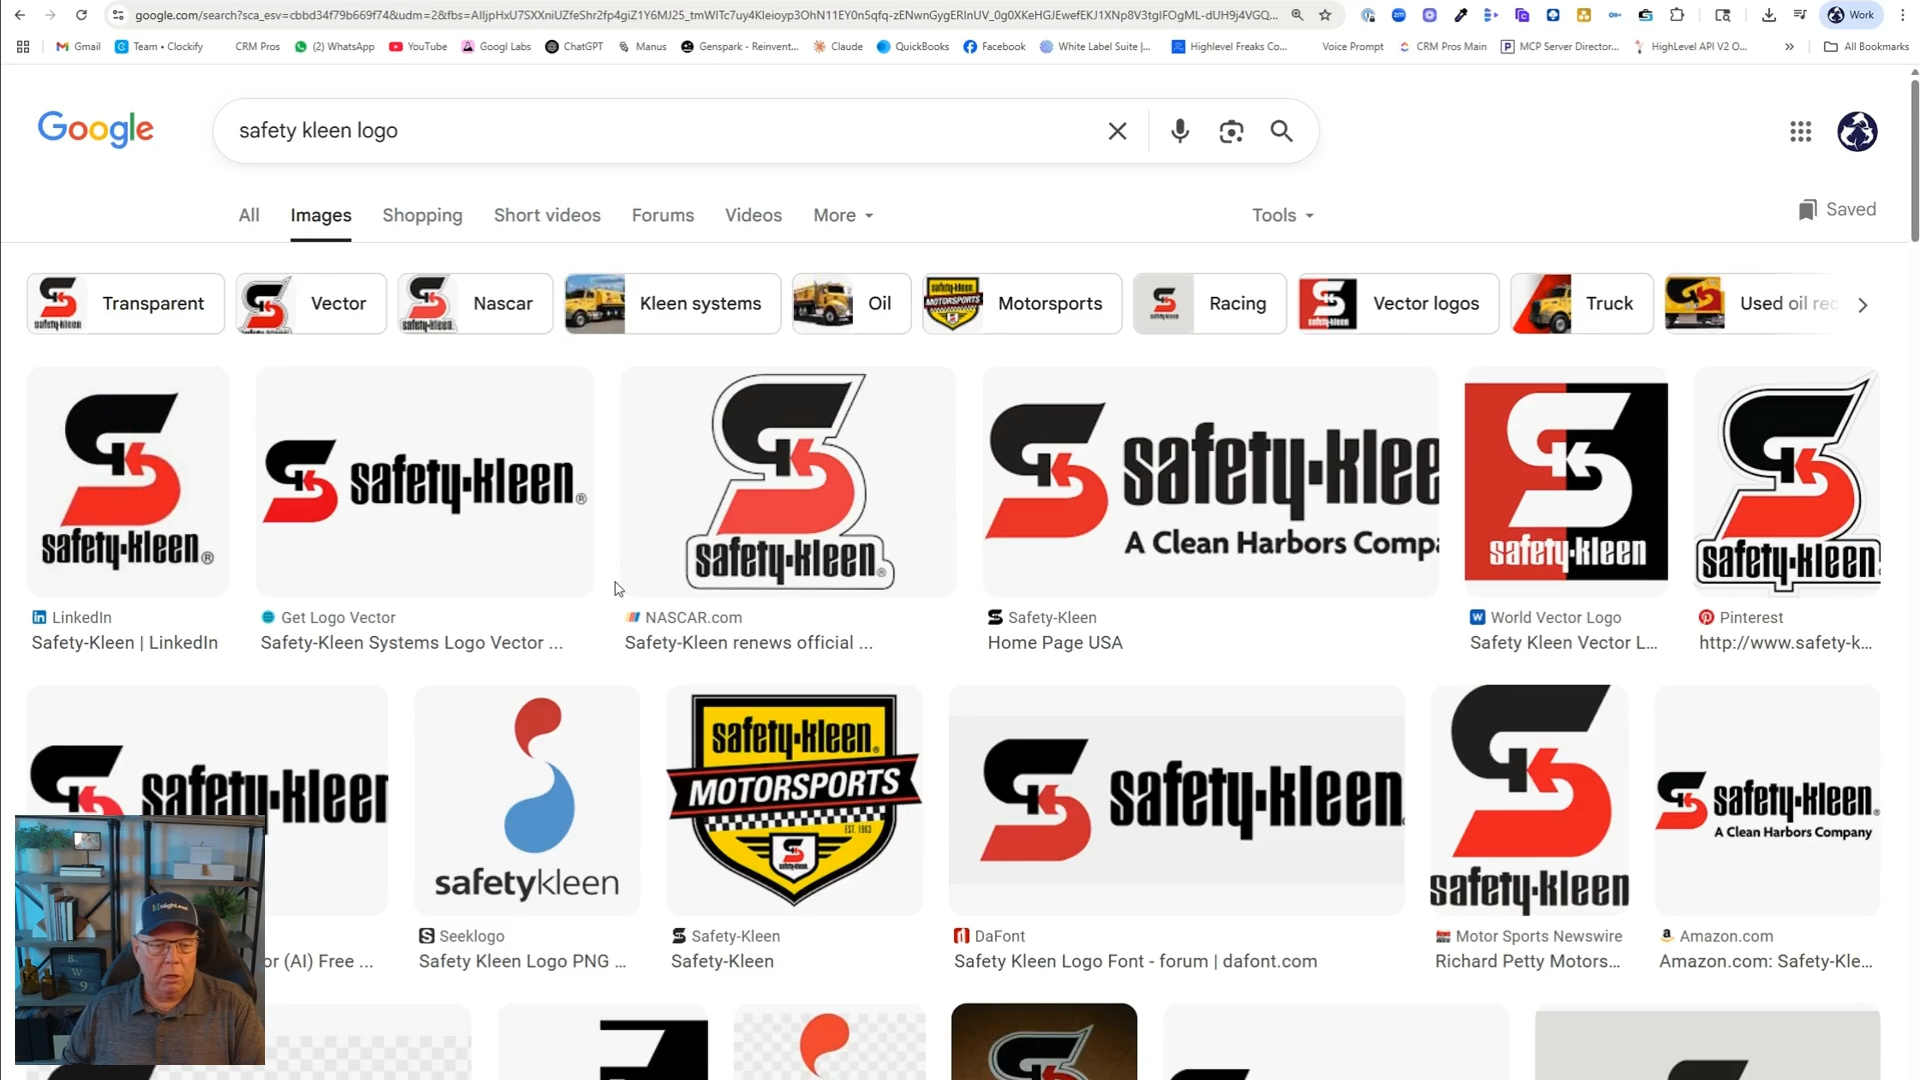 google.com/search?sca_esv=cbbd34f79b669f74&udm=2&fbs=AIIjpHxU7SXXniUZfeShr2fp4giZ1Y6MJ25_tmWITc7uy4KIeioyp3OhN11EY0n5qfq-zENwnGygERInUV_0g0XKeHGJEwefEKJ1XNp8V3tgIFOgML-dUH9j4VGQ...
Work
Gmail
Team • Clockify
CRM Pros
(2) WhatsApp
YouTube
Googl Labs
ChatGPT
Manus
Genspark - Reinvent...
Claude
QuickBooks
Facebook
White Label Suite |...
Highlevel Freaks Co...
Voice Prompt
CRM Pros Main
MCP Server Director...
HighLevel API V2 O...
»
All Bookmarks
Google
safety kleen logo
All
Images
Shopping
Short videos
Forums
Videos
More
Tools
Saved
Transparent
Vector
Nascar
Kleen systems
Oil
Motorsports
Racing
Vector logos
Truck
Used oil rec
safety-kleen®
safety-kleen®
safety-kleen®
safety-klee
A Clean Harbors Compa
safety-kleen
safety-kleen
LinkedIn
Safety-Kleen | LinkedIn
Get Logo Vector
Safety-Kleen Systems Logo Vector ...
NASCAR.com
Safety-Kleen renews official ...
Safety-Kleen
Home Page USA
World Vector Logo
Safety Kleen Vector L...
Pinterest
http://www.safety-k...
safety-kleen
safetykleen
safety-kleen®
MOTORSPORTS
EST. 1963
safety-kleen
safety-kleen
safety-kleen®
A Clean Harbors Company
or (AI) Free ...
Seeklogo
Safety Kleen Logo PNG ...
Safety-Kleen
Safety-Kleen
DaFont
Safety Kleen Logo Font - forum | dafont.com
Motor Sports Newswire
Richard Petty Motors...
Amazon.com
Amazon.com: Safety-Kle...
HighLevel